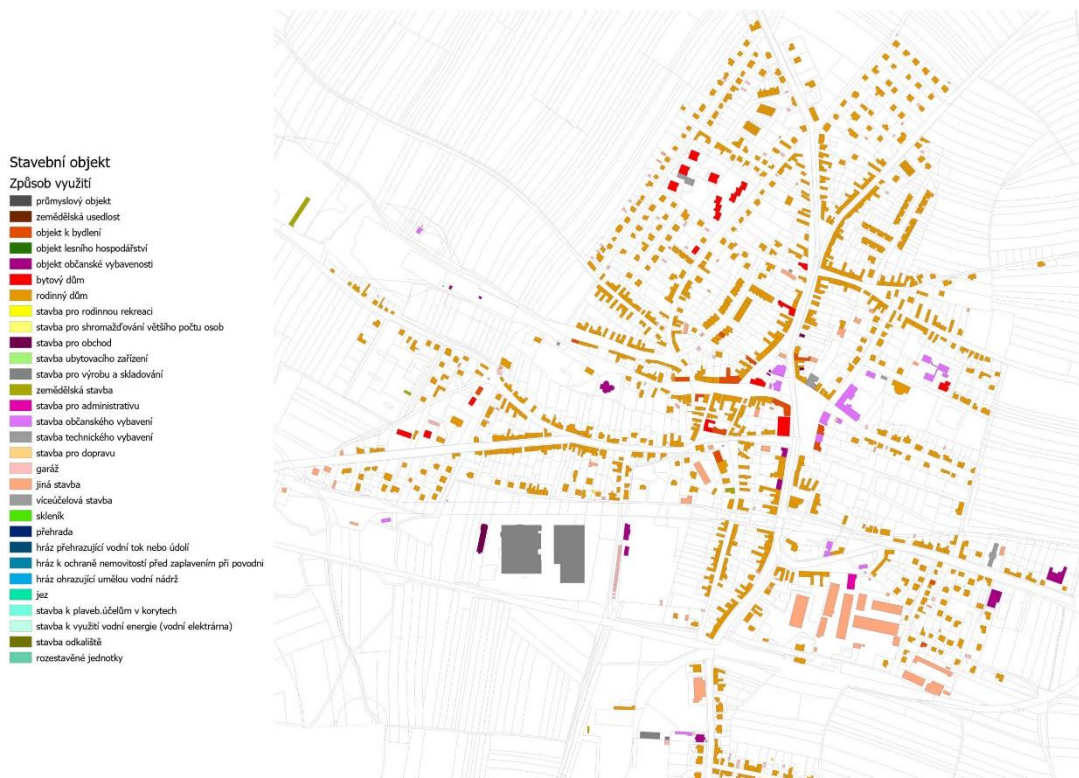 Stavební objekt
Způsob využití
průmyslový objekt
zemědělská usedlost
objekt k bydlení
objekt lesního hospodářství
objekt občanské vybavenosti
bytový dům
rodinný dům
stavba pro rodinnou rekreaci
stavba pro shromažďování většího počtu osob
stavba pro obchod
stavba ubytovacího zařízení
stavba pro výrobu a skladování
zemědělská stavba
stavba pro administrativu
stavba občanského vybavení
stavba technického vybavení
stavba pro dopravu
garáž
jiná stavba
víceúčelová stavba
skleník
přehrada
hráz přehrazující vodní tok nebo údolí
hráz k ochraně nemovitostí před zaplavením při povodni
hráz ohrazující umělou vodní nádrž
jez
stavba k plaveb.účelům v korytech
stavba k využití vodní energie (vodní elektrárna)
stavba odkaliště
rozestavěné jednotky